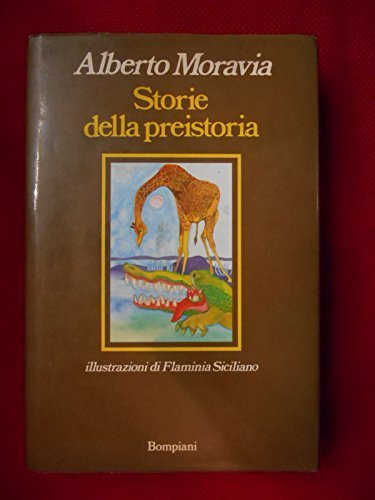 Alberto Moravia
Storie
della preistoria
illustrazioni di Flaminia Siciliano
Bompiani